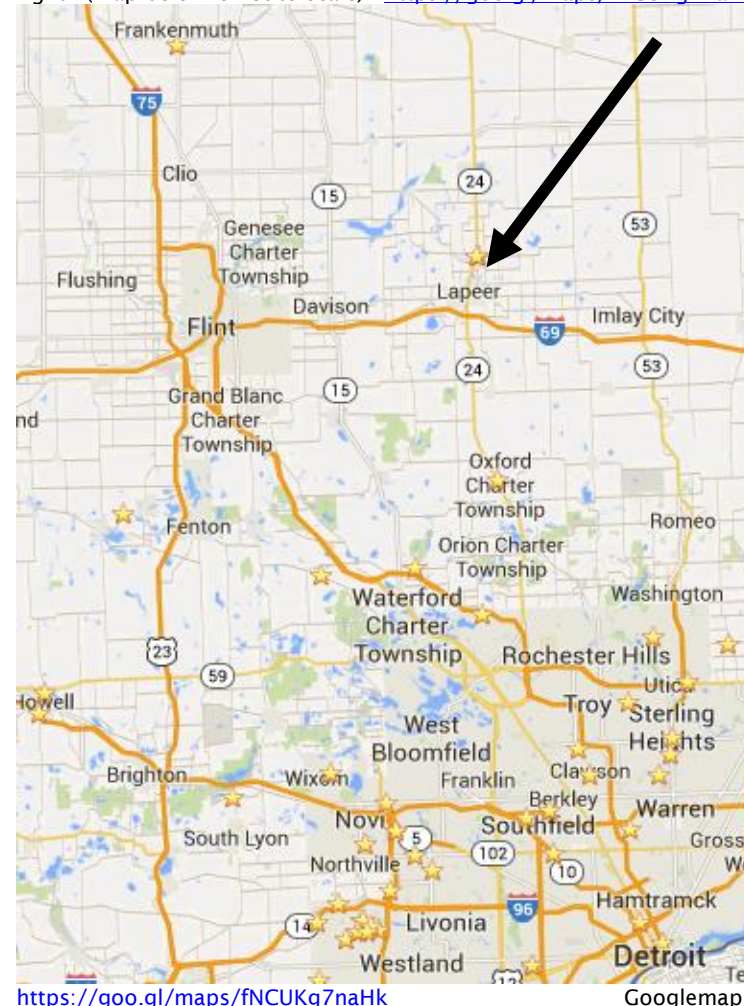 Frankenmuth
75
Clio
24
15
53
Genesee
Charter
Township
Flushing
Lapeer
Davison
Imlay City
Flint
69
53
24
15
Grand Blanc
Charter
Township
nd
Oxford
Charter
Township
Romeo
Fenton
Orion Charter
Township
Washington
Waterford
Charter
Township
23
Rochester Hills
59
Utica
Howell
Troy
Sterling
Heights
West
Bloomfield
Clawson
Brighton
Wixom
Franklin
Berkley
Warren
Novi
Southfield
5
South Lyon
102
Gross
Northville
10
Hamtramck
96
14
Livonia
Detroit
Westland
https://goo.gl/maps/fNCUKq7naHk Googlemap